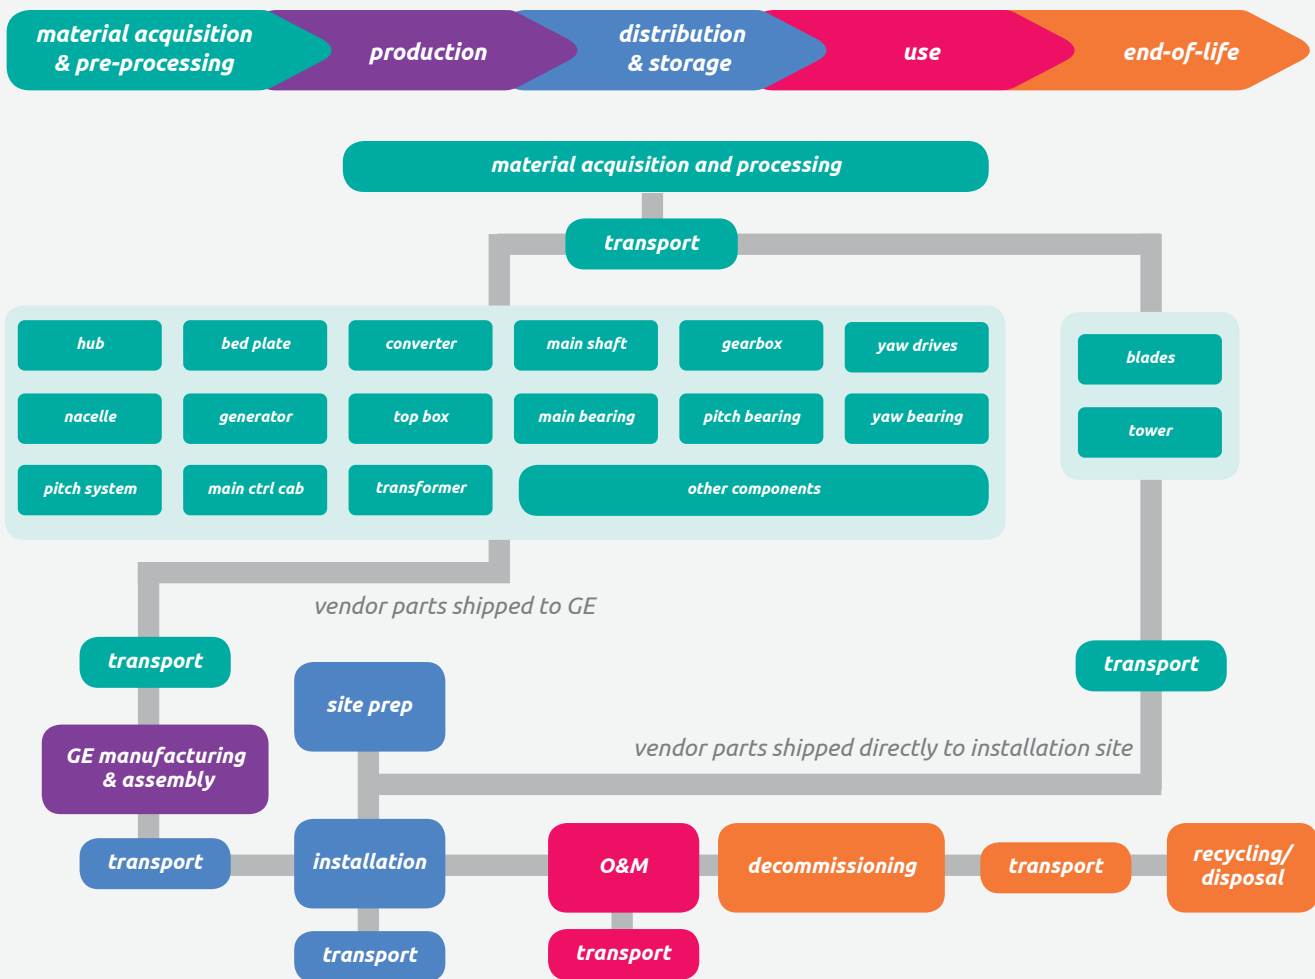 material acquisition
& pre-processing
production
distribution
& storage
use
end-of-life
material acquisition and processing
transport
hub
bed plate
converter
main shaft
gearbox
yaw drives
nacelle
generator
top box
main bearing
pitch bearing
yaw bearing
pitch system
main ctrl cab
transformer
other components
blades
tower
vendor parts shipped to GE
transport
transport
site prep
GE manufacturing
& assembly
vendor parts shipped directly to installation site
transport
installation
O&M
decommissioning
transport
recycling/
disposal
transport
transport